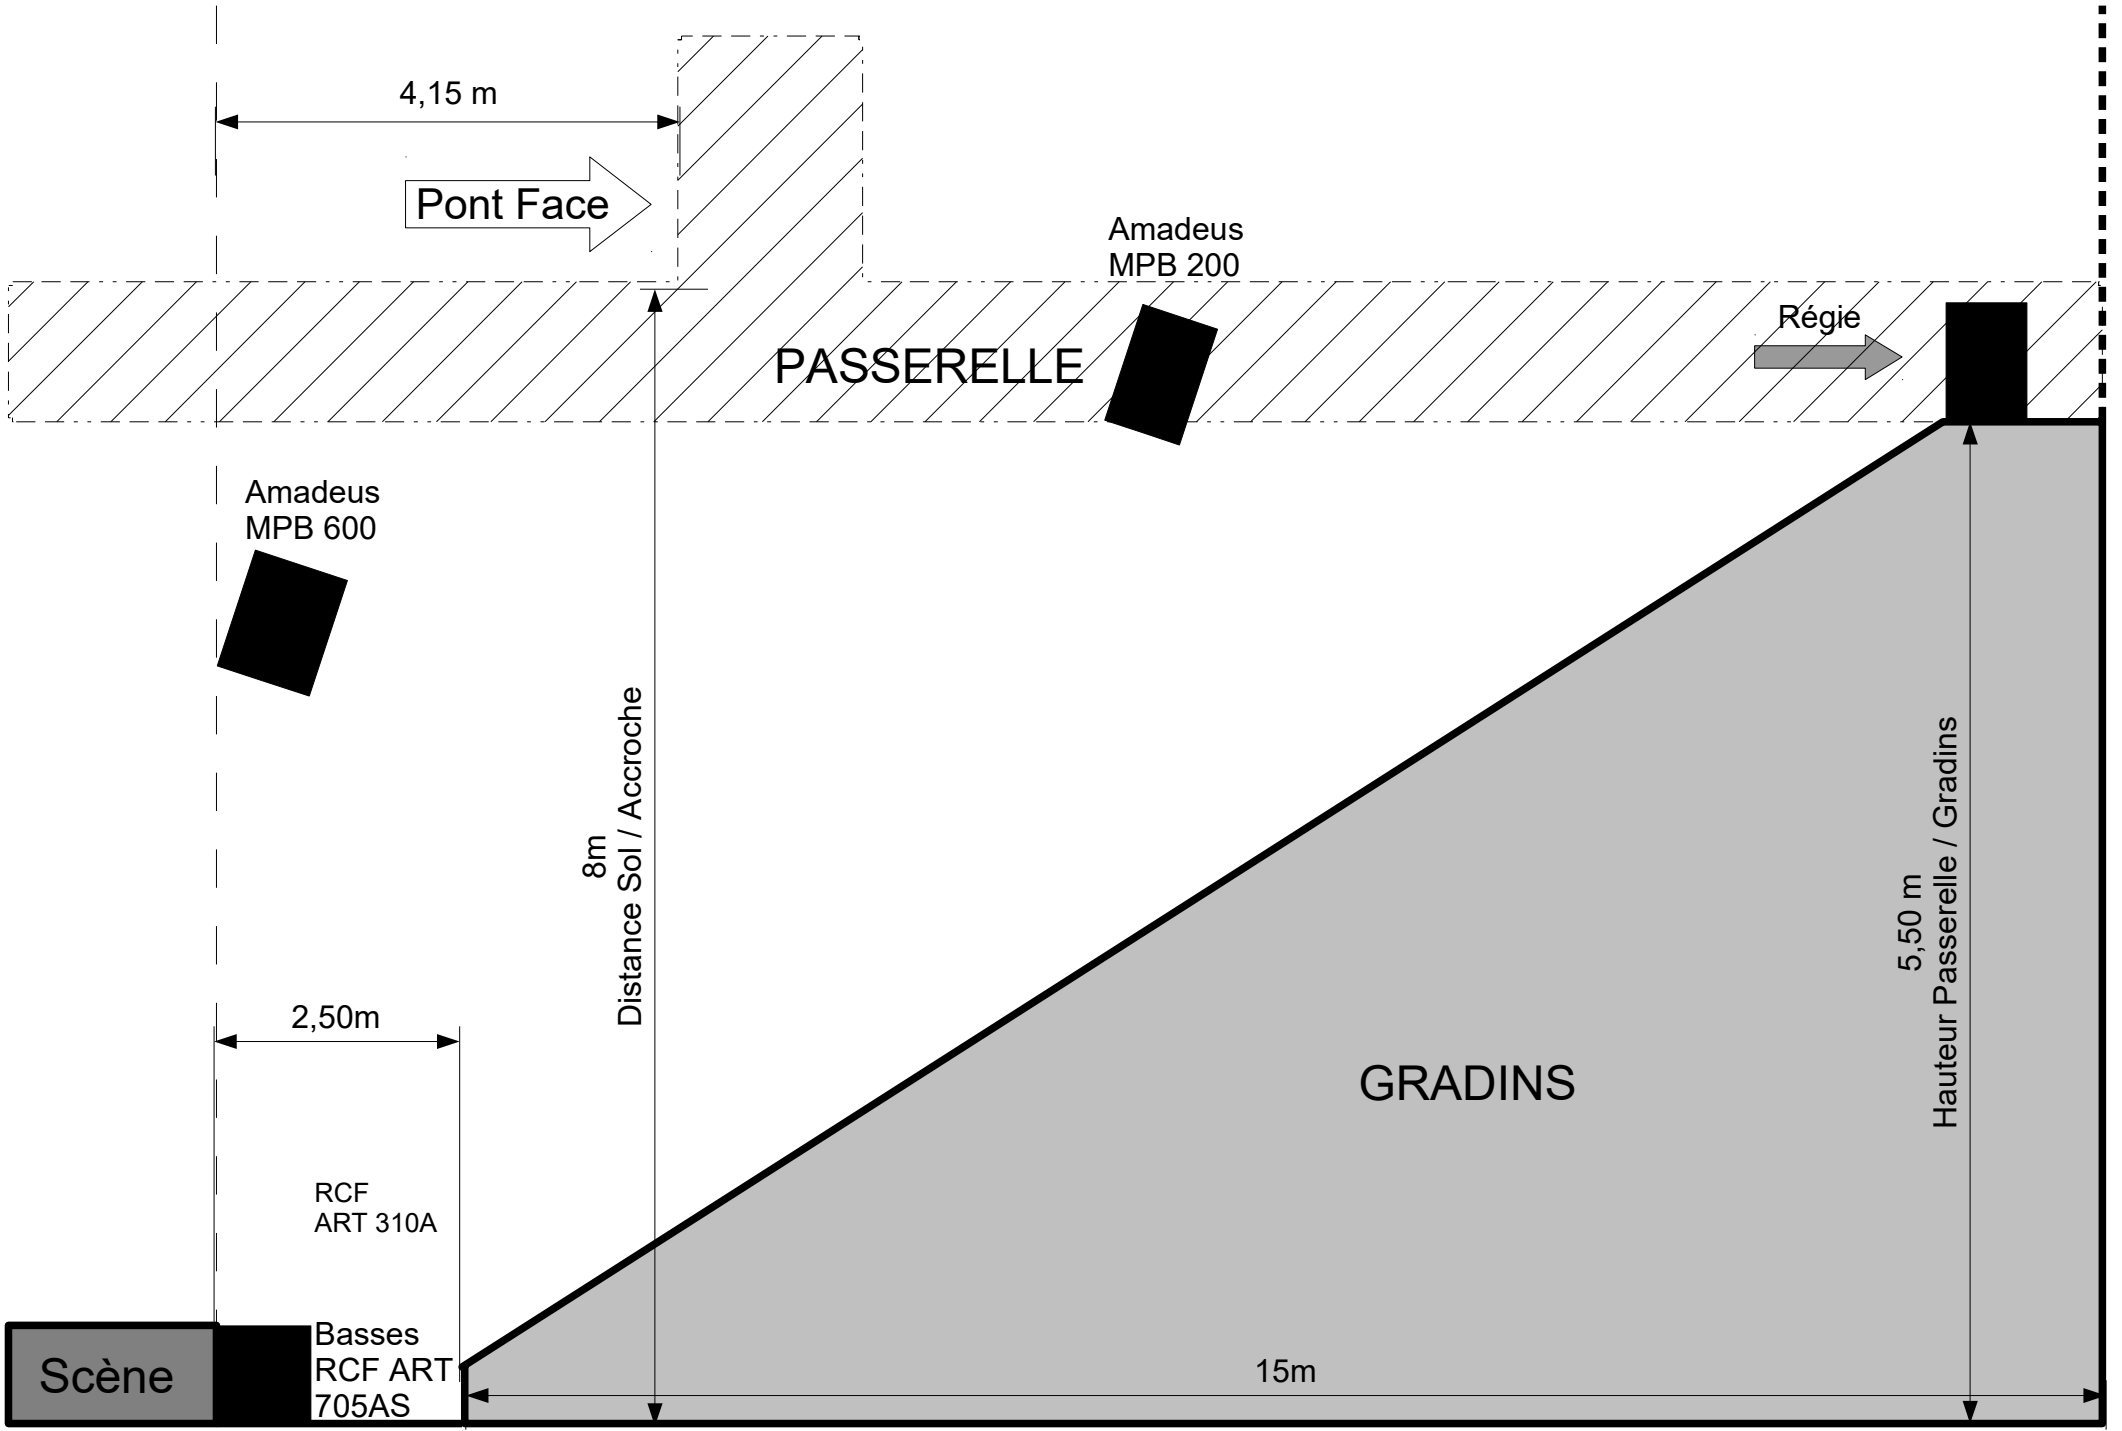 4,15 m
Pont Face
Amadeus
MPB 200
Régie
PASSERELLE
Amadeus
MPB 600
8m
Distance Sol / Accroche
5,50 m
Hauteur Passerelle / Gradins
2,50m
GRADINS
RCF
ART 310A
Basses
RCF ART
705AS
Scène
15m